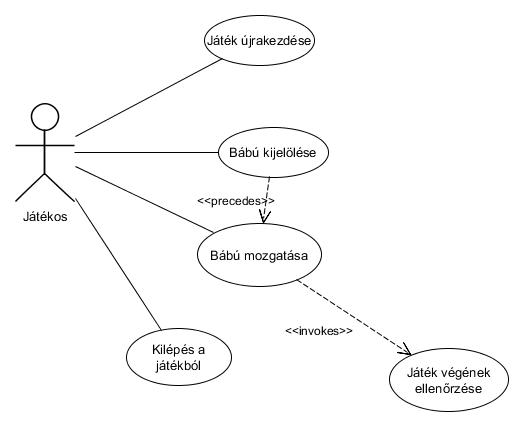 Játék újrakezdése
Bábú kijelölése
<<precedes>>
Játékos
Bábú mozgatása
<<invokes>>
Kilépés a
játékból
Játék végének
ellenőrzése